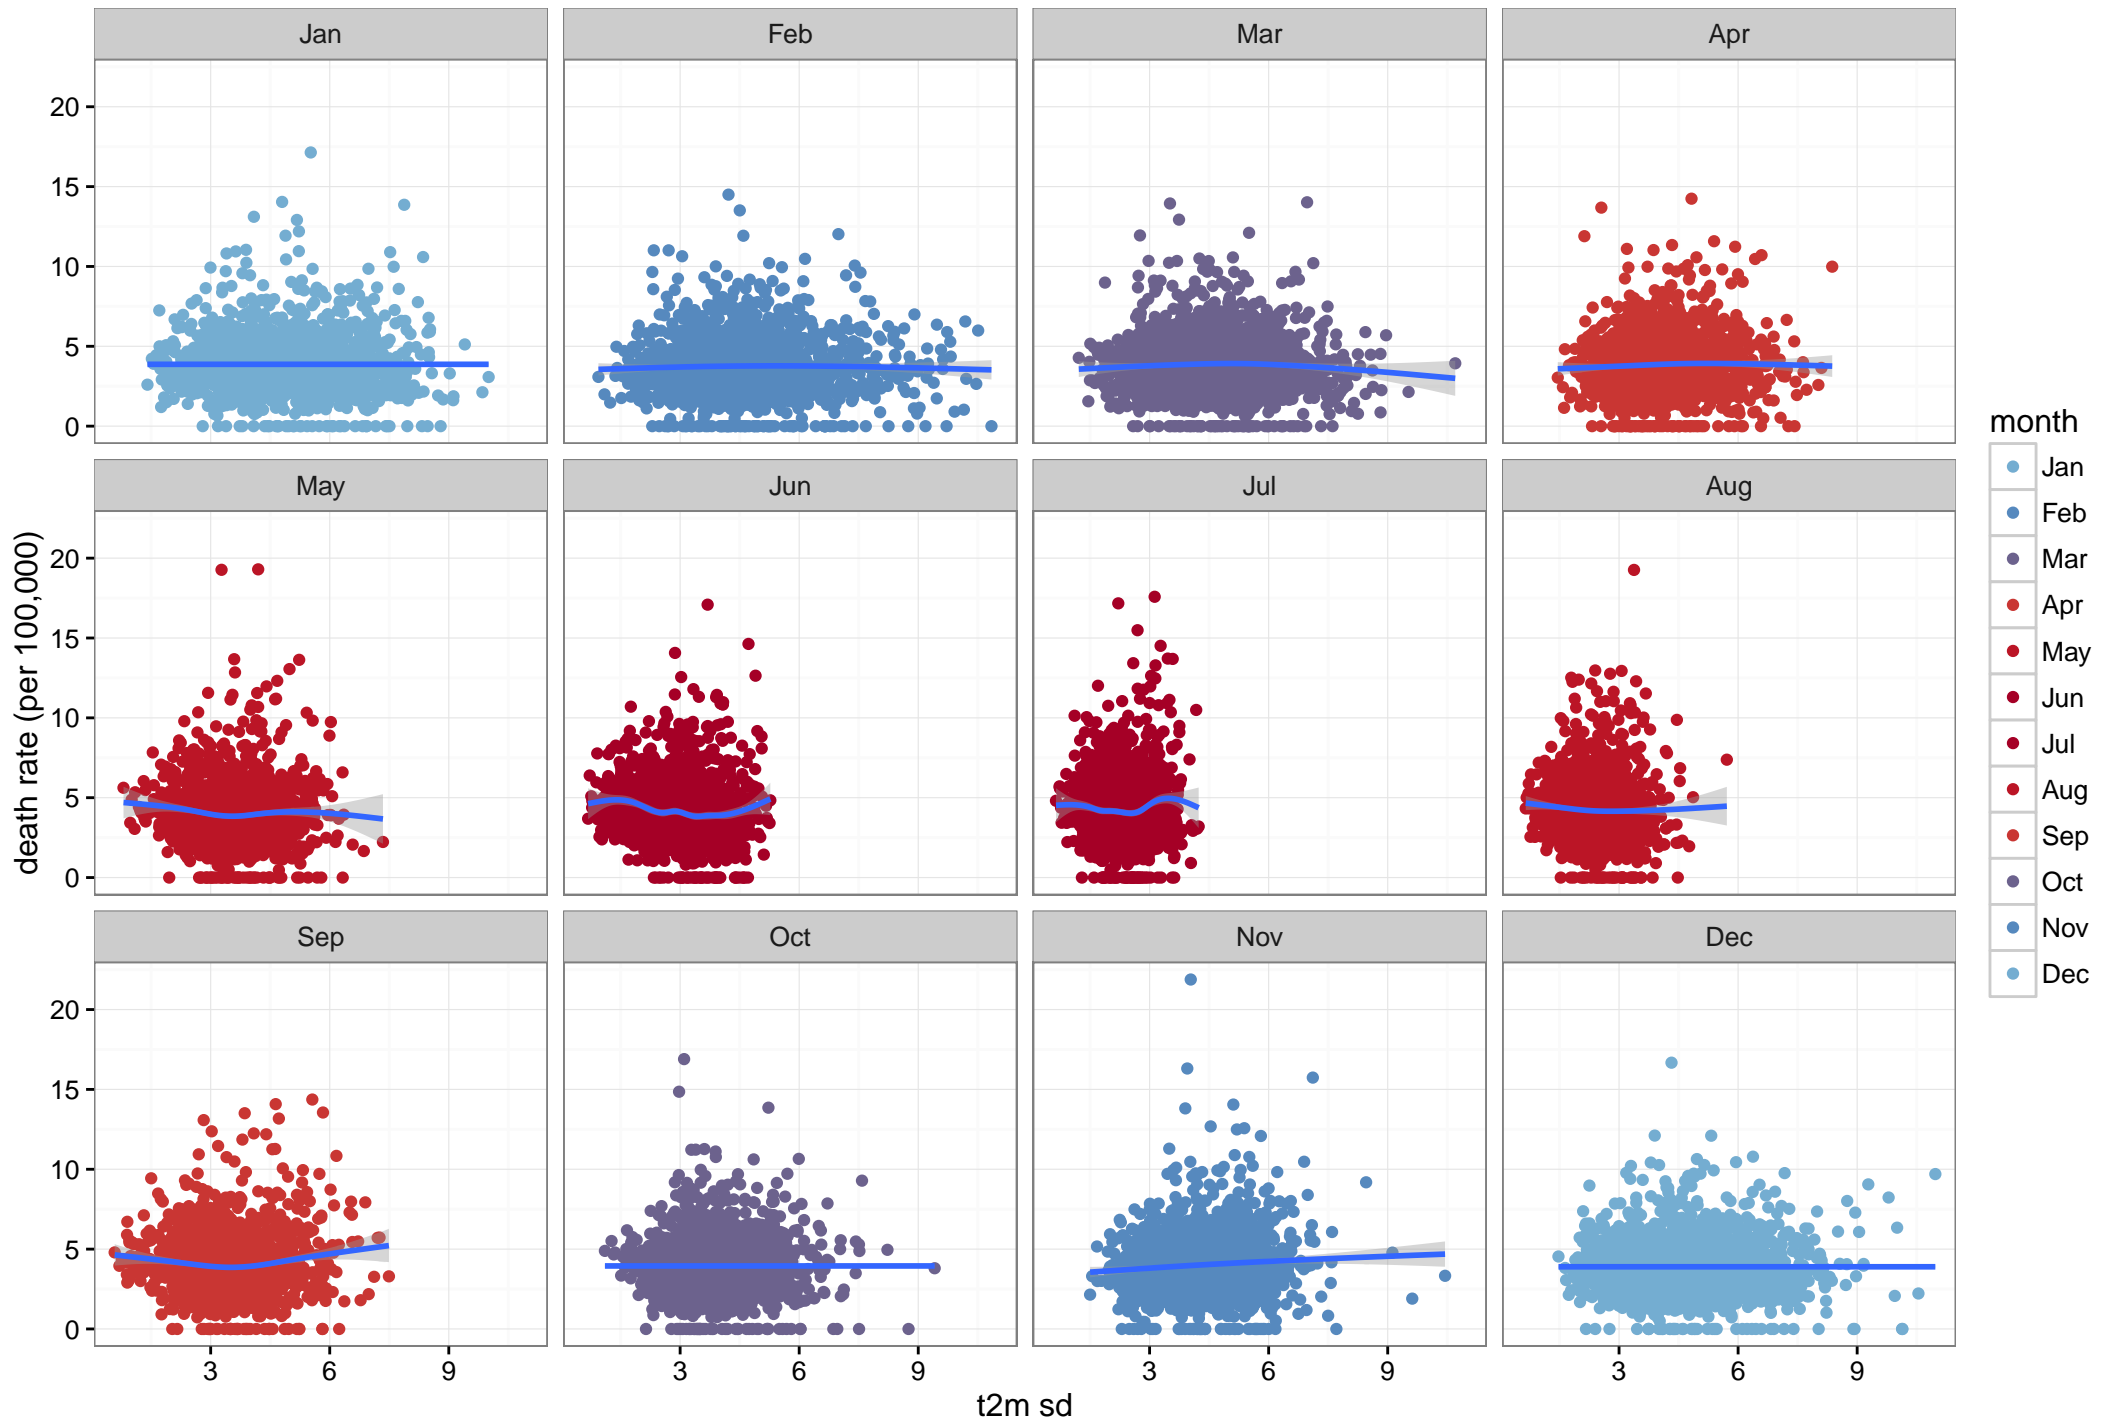 Jan Feb Mar Apr
20
15
10
5
0
May Jun Jul Aug
20
15
10
5
0
Sep Oct Nov Dec
20
15
10
5
0
3 6 9 3 6 9 3 6 9 3 6 9
t2m sd
death rate (per 100,000)
month
Jan
Feb
Mar
Apr
May
Jun
Jul
Aug
Sep
Oct
Nov
Dec